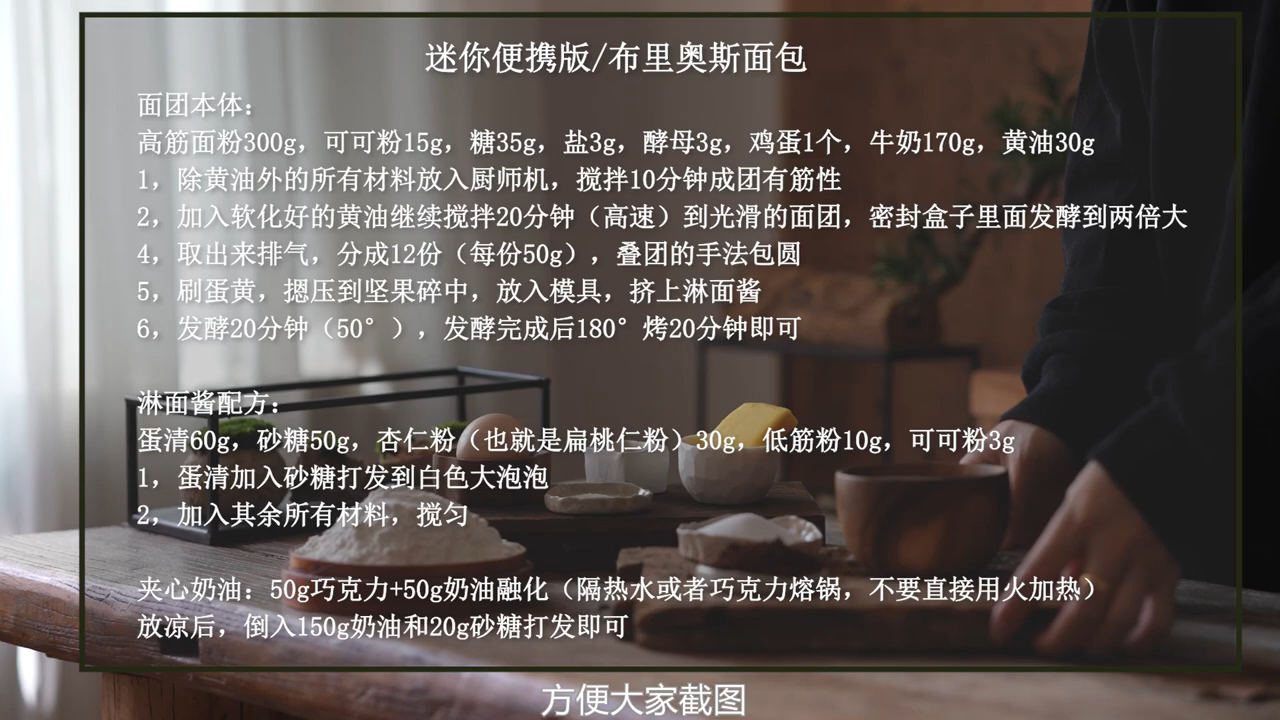 迷你便携版/布里奥斯面包
面团本体：
高筋面粉300g，可可粉15g，糖35g，盐3g，酵母3g，鸡蛋1个，牛奶170g，黄油30g
1，除黄油外的所有材料放入厨师机，搅拌10分钟成团有筋性
2，加入软化好的黄油继续搅拌20分钟（高速）到光滑的面团，密封盒子里面发酵到两倍大
4，取出来排气，分成12份（每份50g），叠团的手法包圆
5，刷蛋黄，摁压到坚果碎中，放入模具，挤上淋面酱
6，发酵20分钟（50°），发酵完成后180°烤20分钟即可
淋面酱配方：
蛋清60g，砂糖50g，杏仁粉（也就是扁桃仁粉）30g，低筋粉10g，可可粉3g
1，蛋清加入砂糖打发到白色大泡泡
2，加入其余所有材料，搅匀
夹心奶油：50g巧克力+50g奶油融化（隔热水或者巧克力熔锅，不要直接用火加热）
放凉后，倒入150g奶油和20g砂糖打发即可
方便大家截图